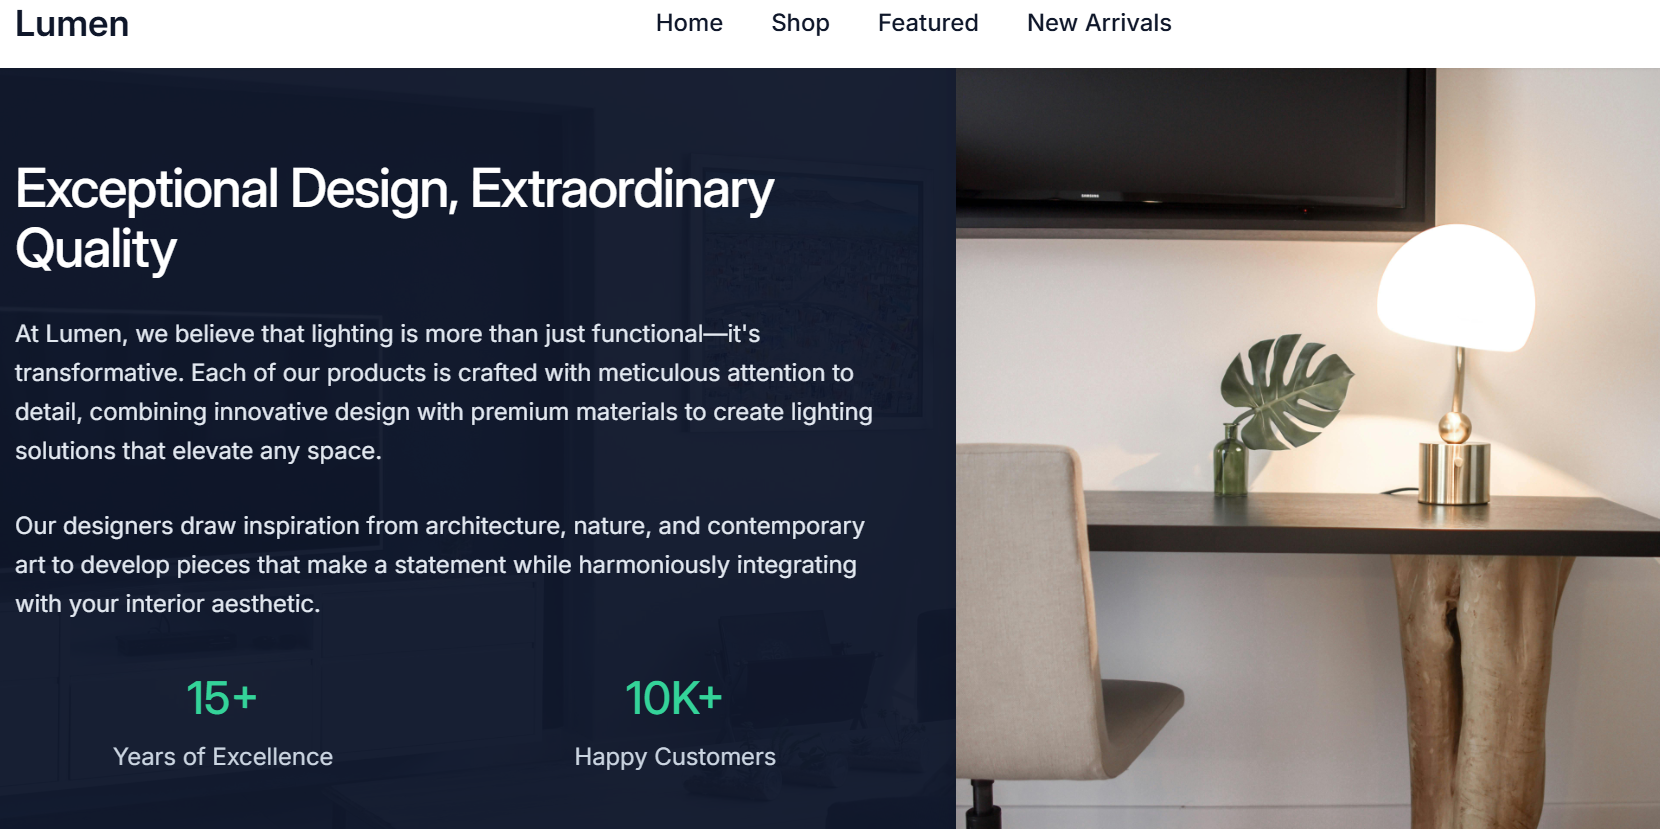 Lumen
Home
Shop
Featured
New Arrivals
Exceptional Design, Extraordinary
Quality
At Lumen, we believe that lighting is more than just functional—it's
transformative. Each of our products is crafted with meticulous attention to
detail, combining innovative design with premium materials to create lighting
solutions that elevate any space.
Our designers draw inspiration from architecture, nature, and contemporary
art to develop pieces that make a statement while harmoniously integrating
with your interior aesthetic.
15+
Years of Excellence
10K+
Happy Customers
SAMSUNG